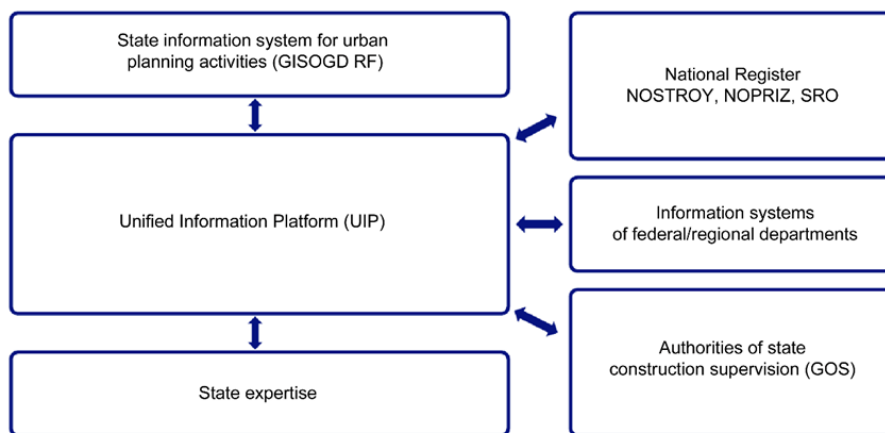 State information system for urban
planning activities (GISOGD RF)
National Register
NOSTROY, NOPRIZ, SRO
Unified Information Platform (UIP)
Information systems
of federal/regional departments
State expertise
Authorities of state
construction supervision (GOS)